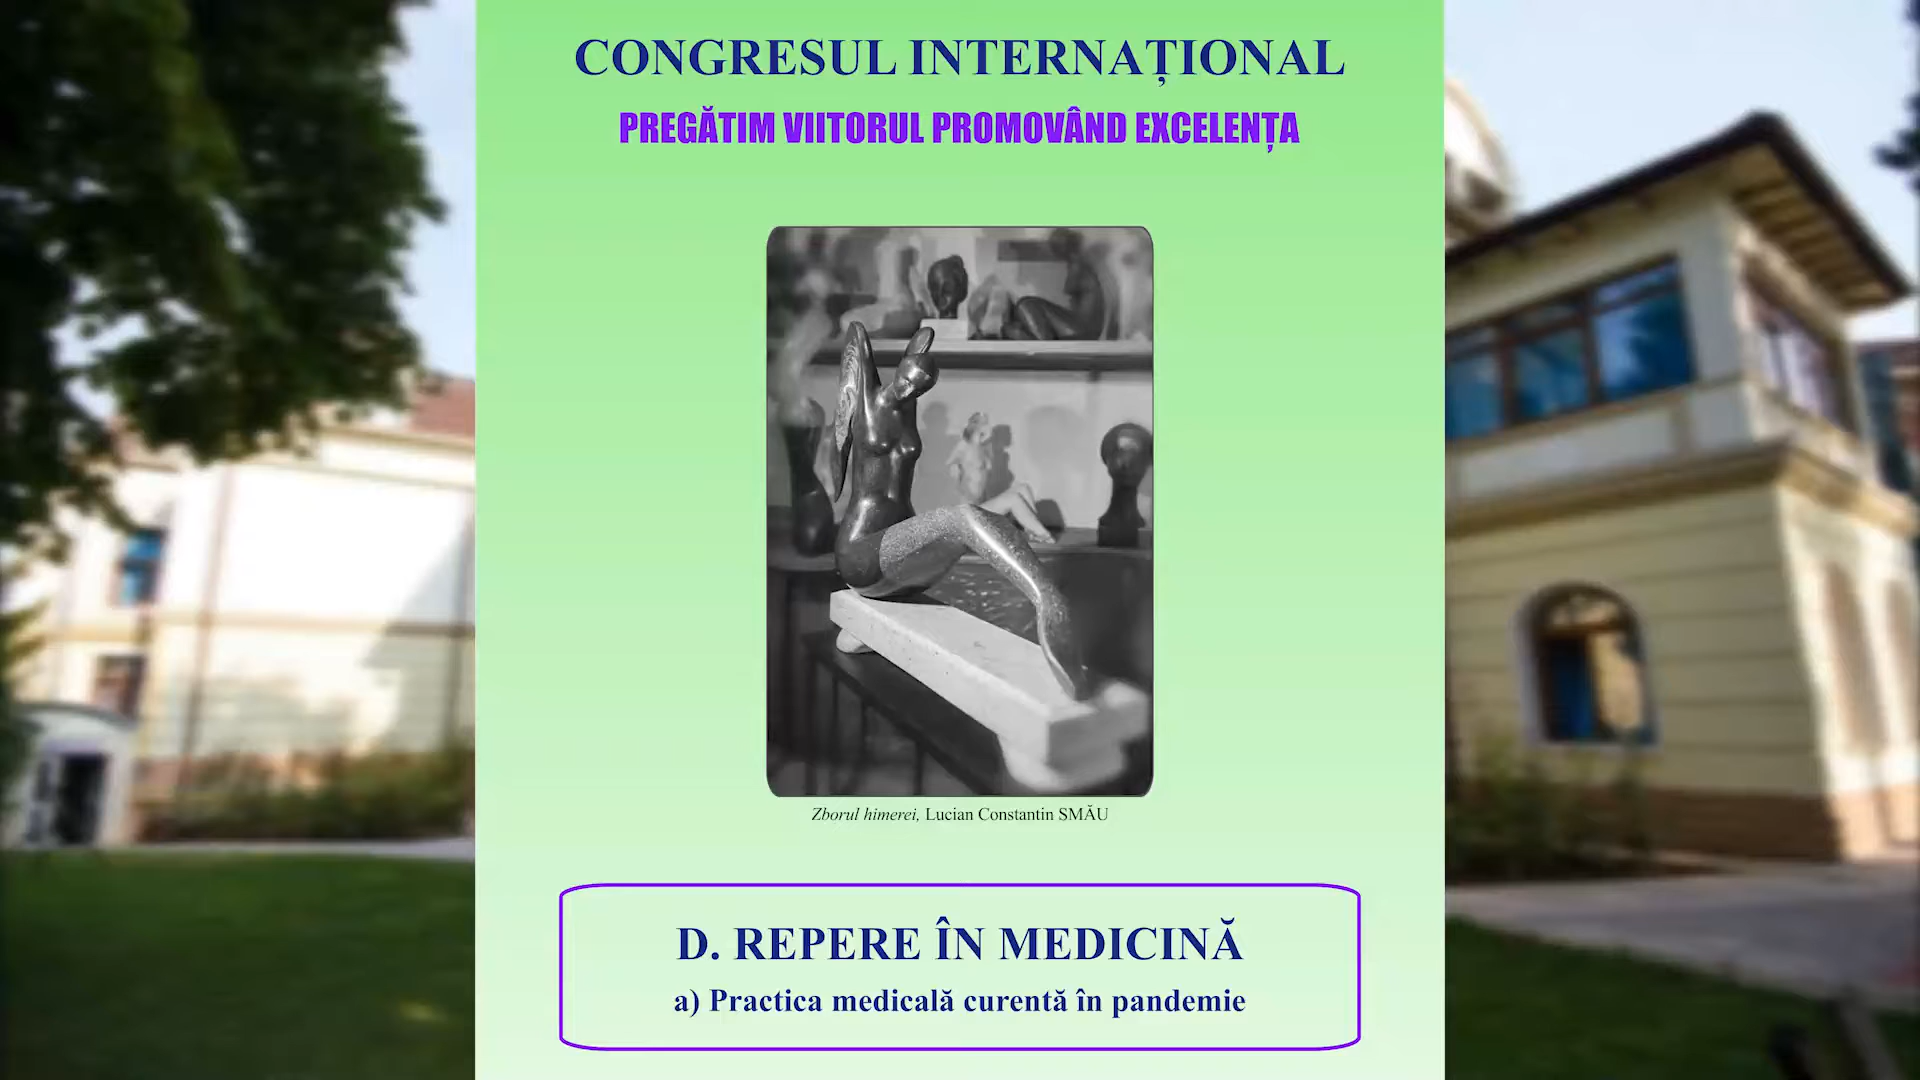 CONGRESUL INTERNAȚIONAL
PREGĂTIM VIITORUL PROMOVÂND EXCELENȚA
Zborul himerei, Lucian Constantin SMĂU
D. REPERE ÎN MEDICINĂ
a) Practica medicală curentă în pandemie